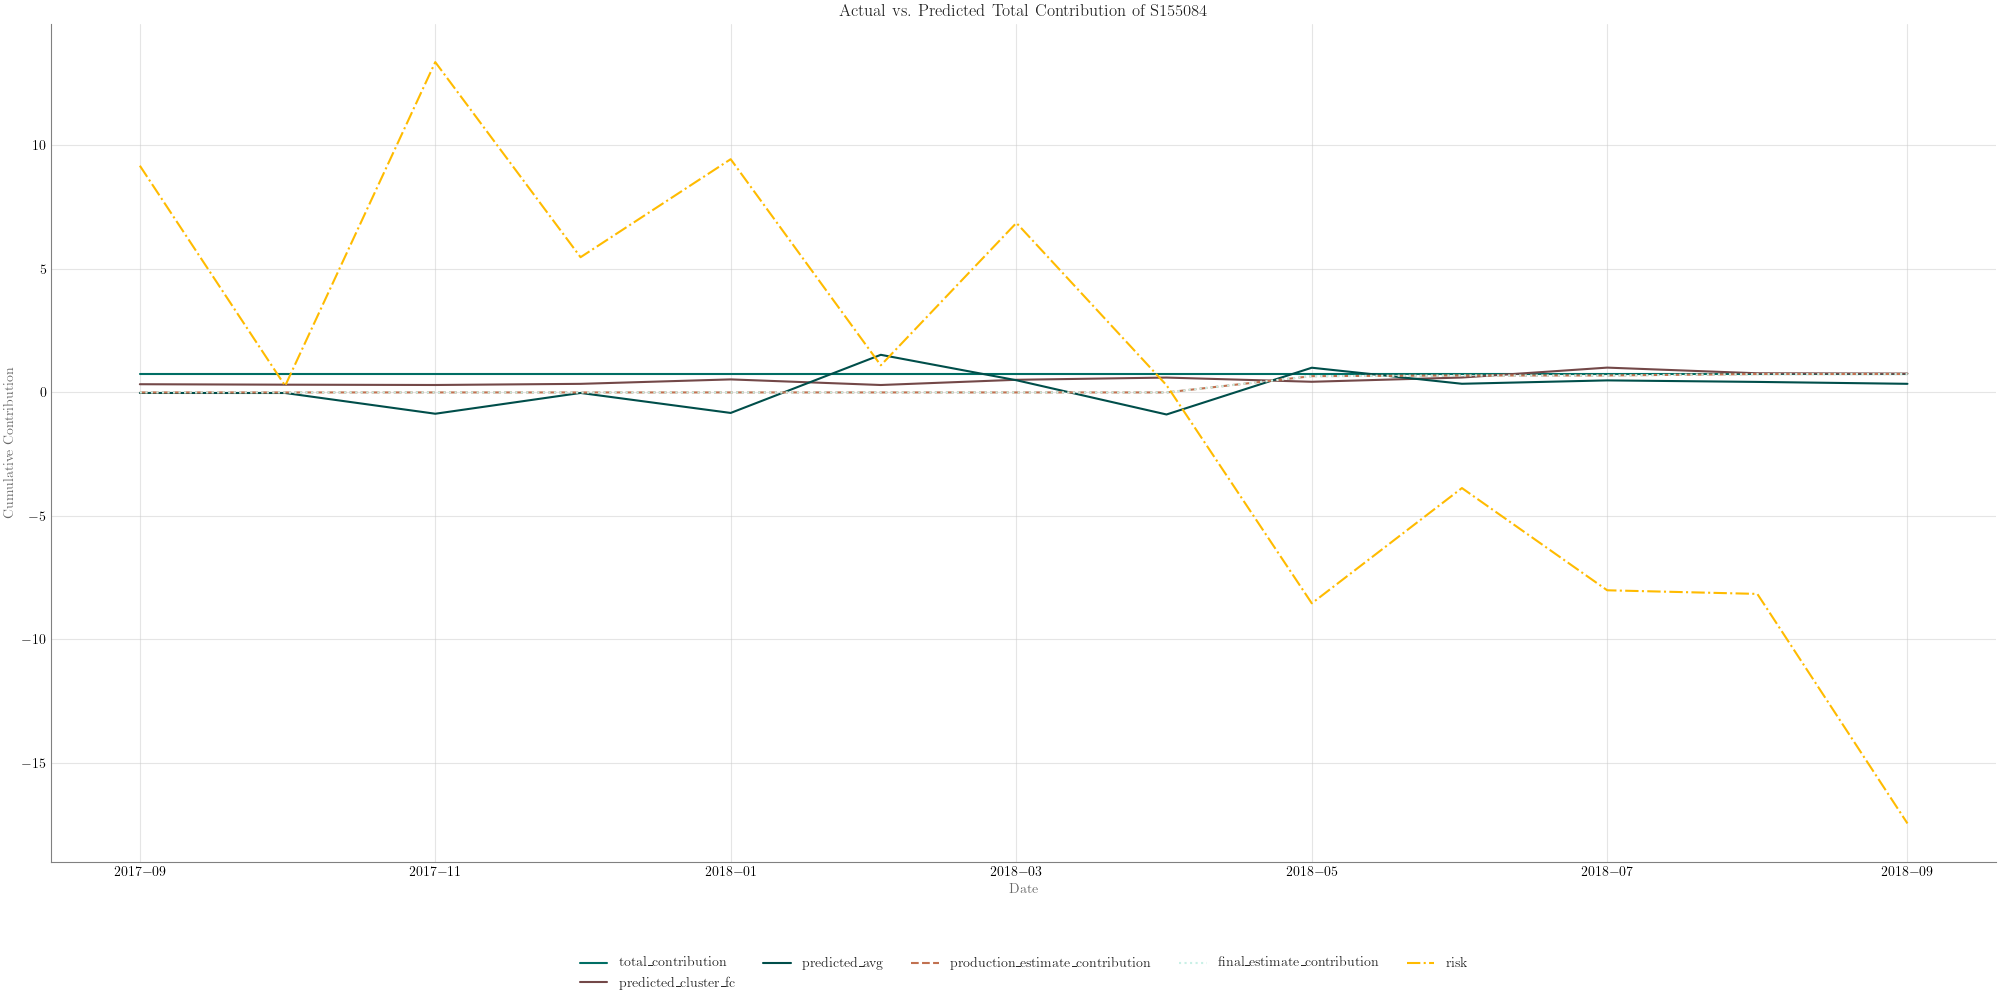 Actual vs. Predicted Total Contribution of S155084
10
5
0
−5
−10
−15
Cumulative Contribution
2017−09
2017−11
2018−01
2018−03
2018−05
2018−07
2018−09
Date
total_contribution
predicted_cluster_fc
predicted_avg
production_estimate_contribution
final_estimate_contribution
risk